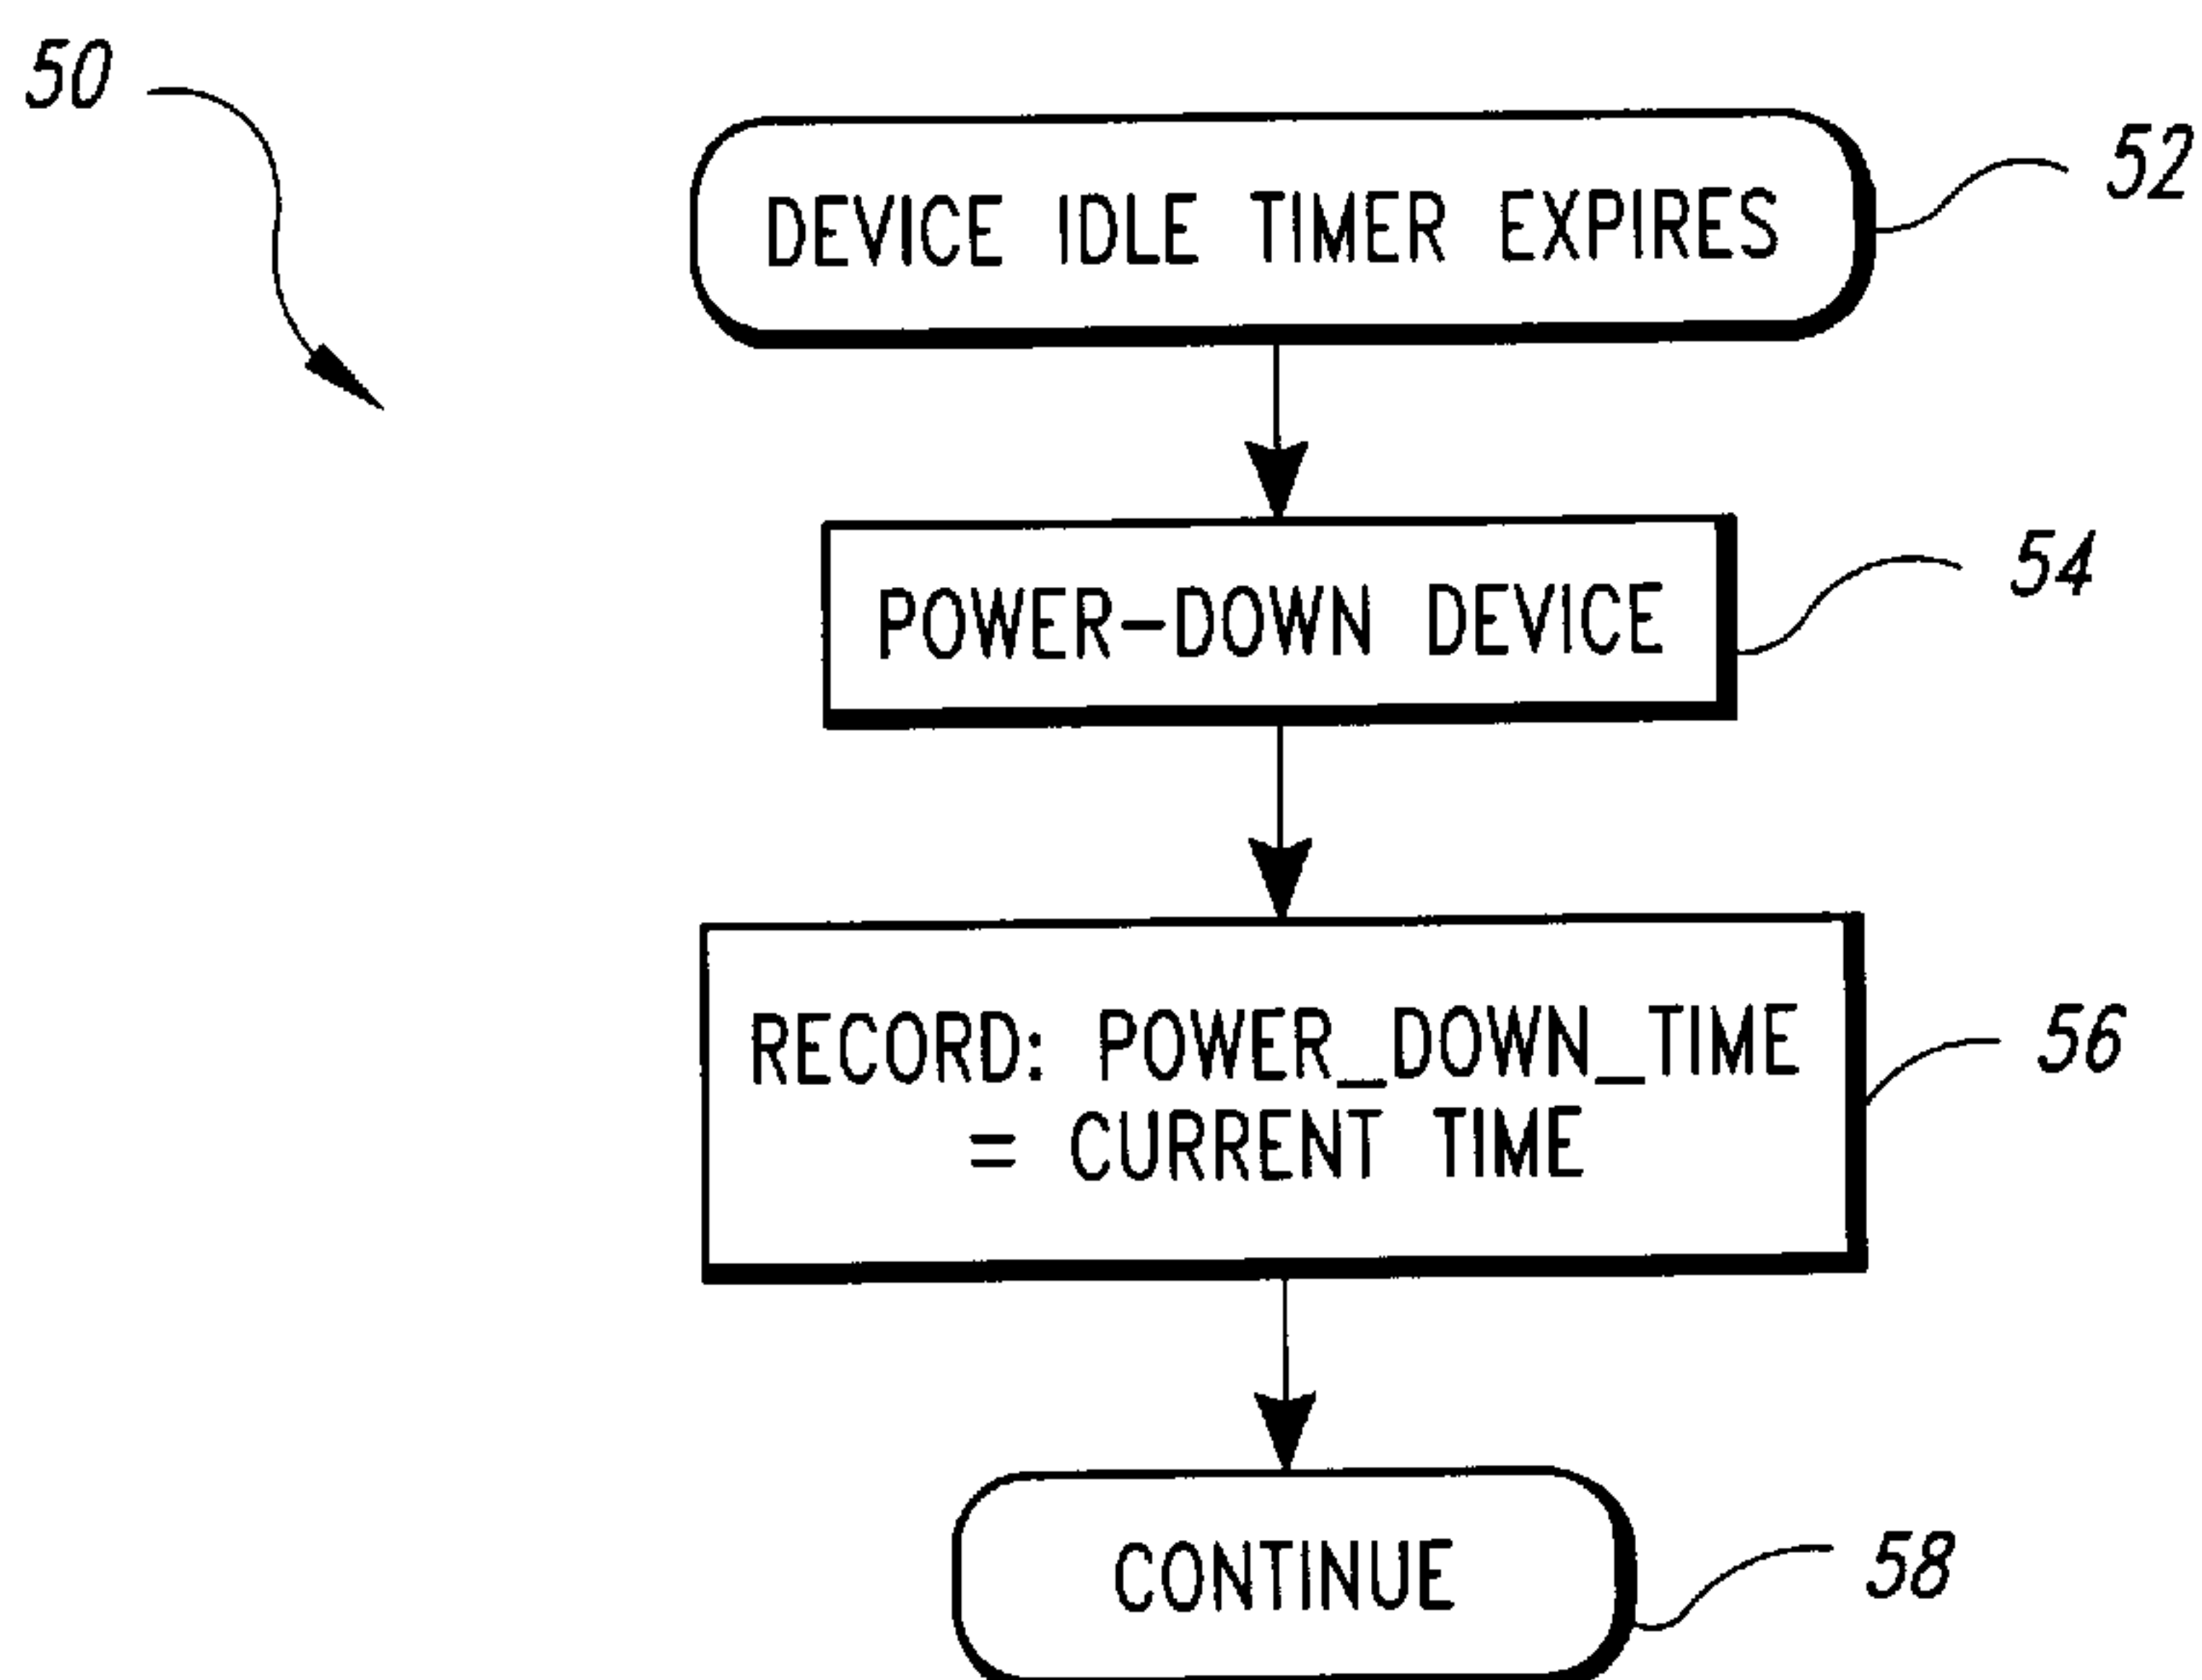 50
DEVICE IDLE TIMER EXPIRES
52
POWER-DOWN DEVICE
54
RECORD: POWER_DOWN_TIME
= CURRENT TIME
56
CONTINUE
58